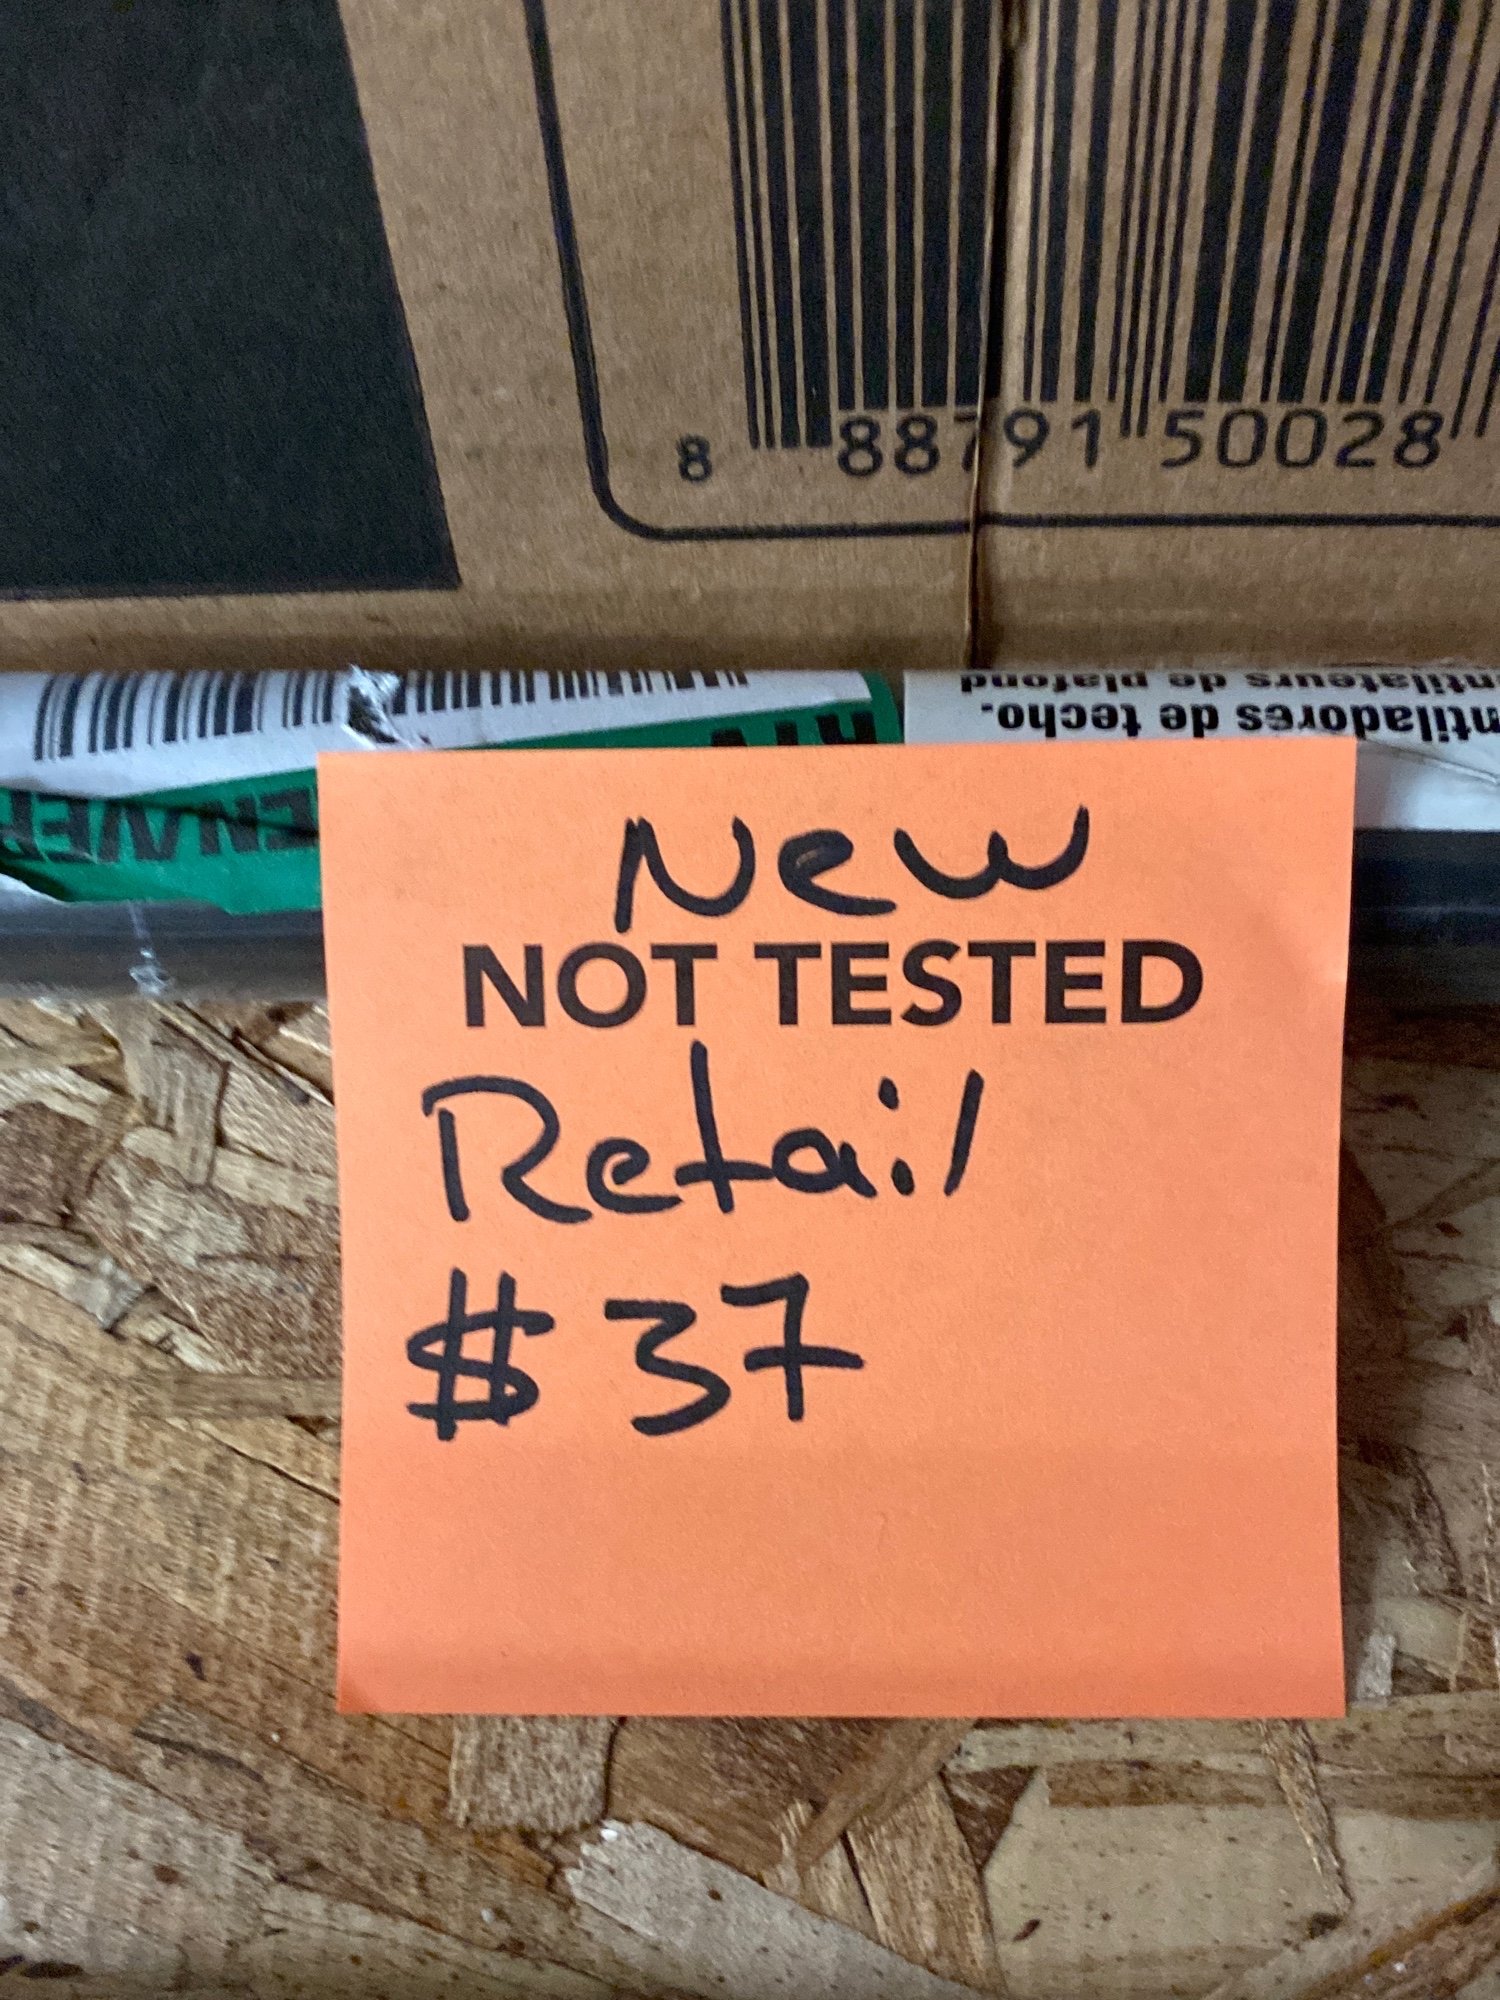 8 88791 50028
ntilateurs de plafond
ntiladores de techo.
New
NOT TESTED
Retail
$37